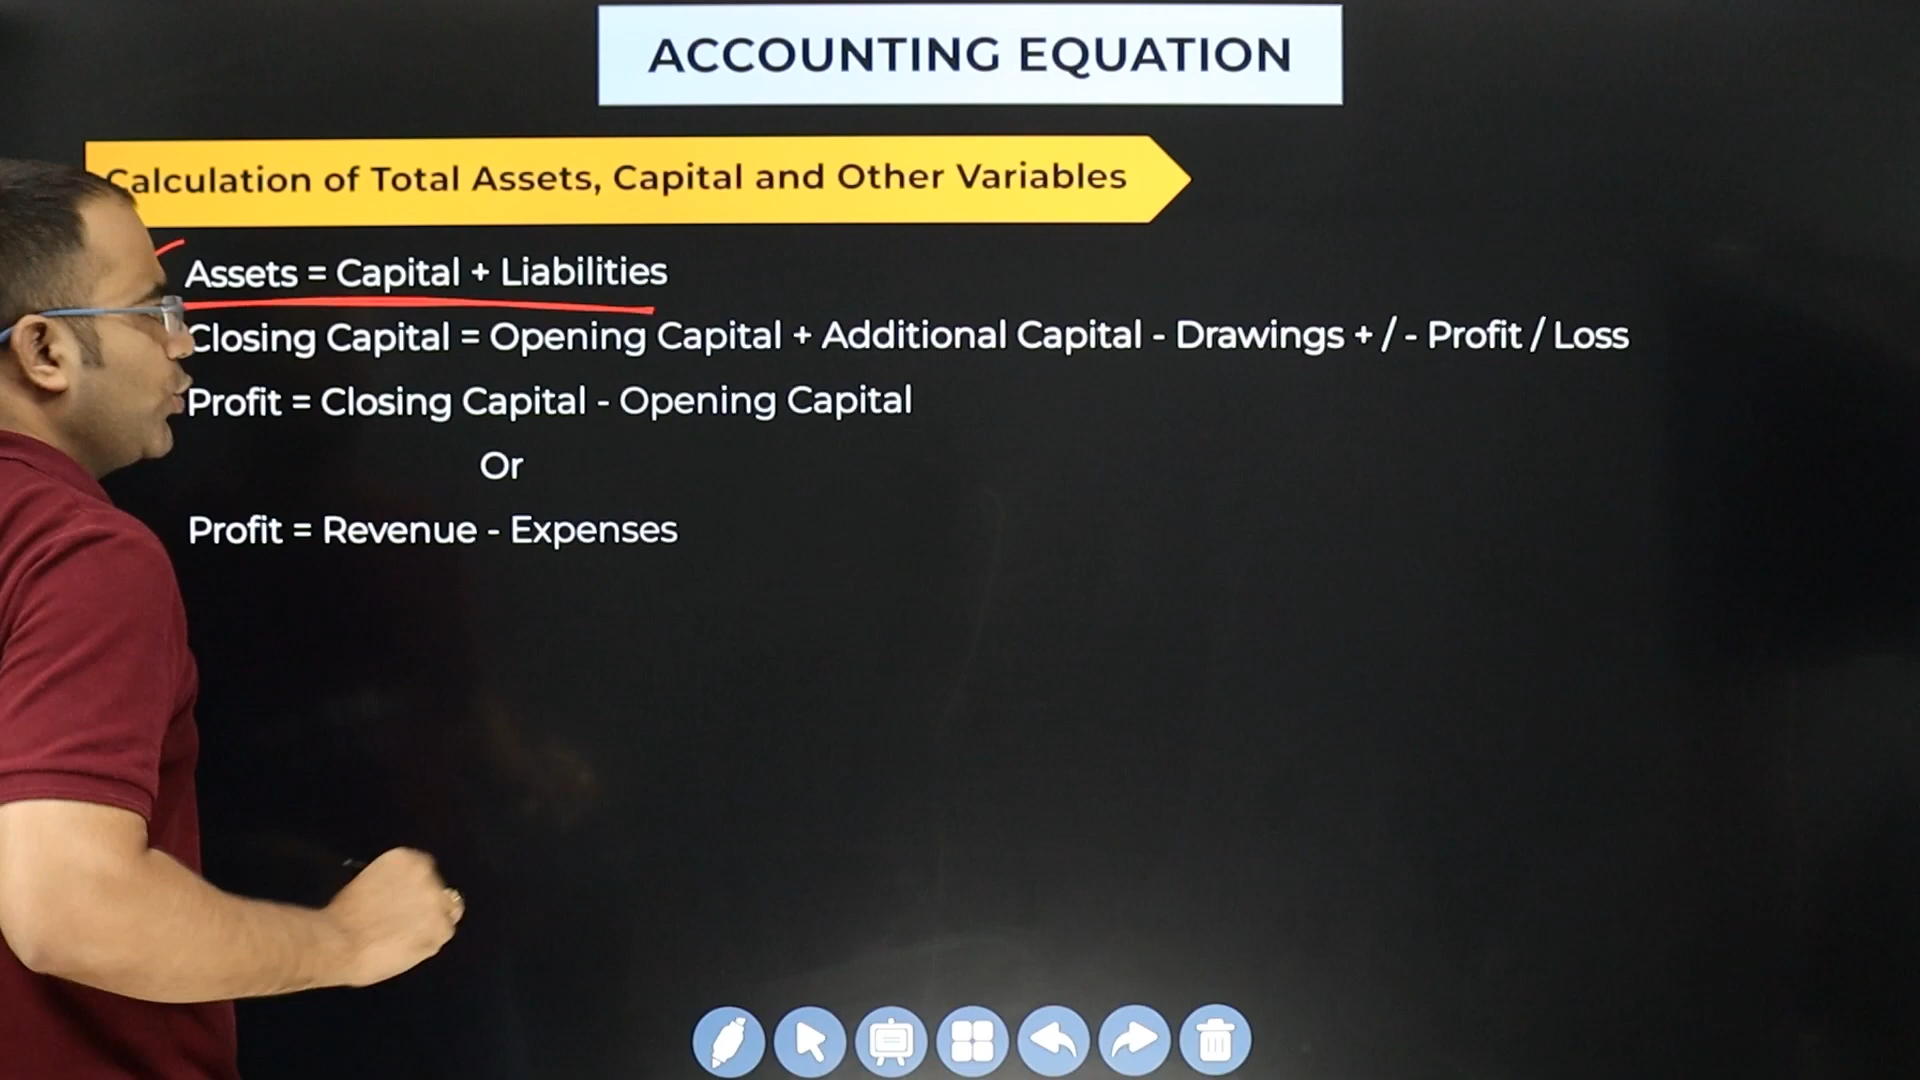 ACCOUNTING EQUATION
Calculation of Total Assets, Capital and Other Variables
Assets = Capital + Liabilities
Closing Capital = Opening Capital + Additional Capital - Drawings + / - Profit / Loss
Profit = Closing Capital - Opening Capital
Or
Profit = Revenue - Expenses